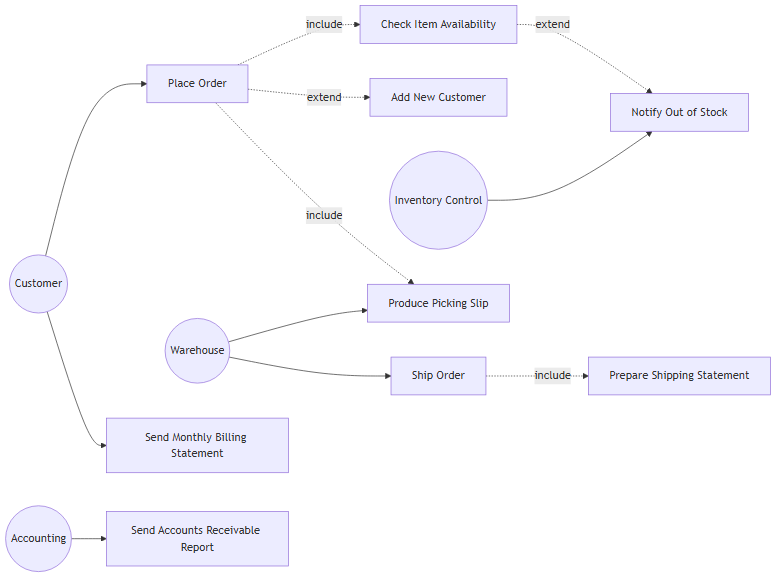 include
Check Item Availability
extend
Place Order
extend
Add New Customer
Notify Out of Stock
Inventory Control
include
Customer
Produce Picking Slip
Warehouse
Ship Order
include
Prepare Shipping Statement
Send Monthly Billing
Statement
Accounting
Send Accounts Receivable
Report